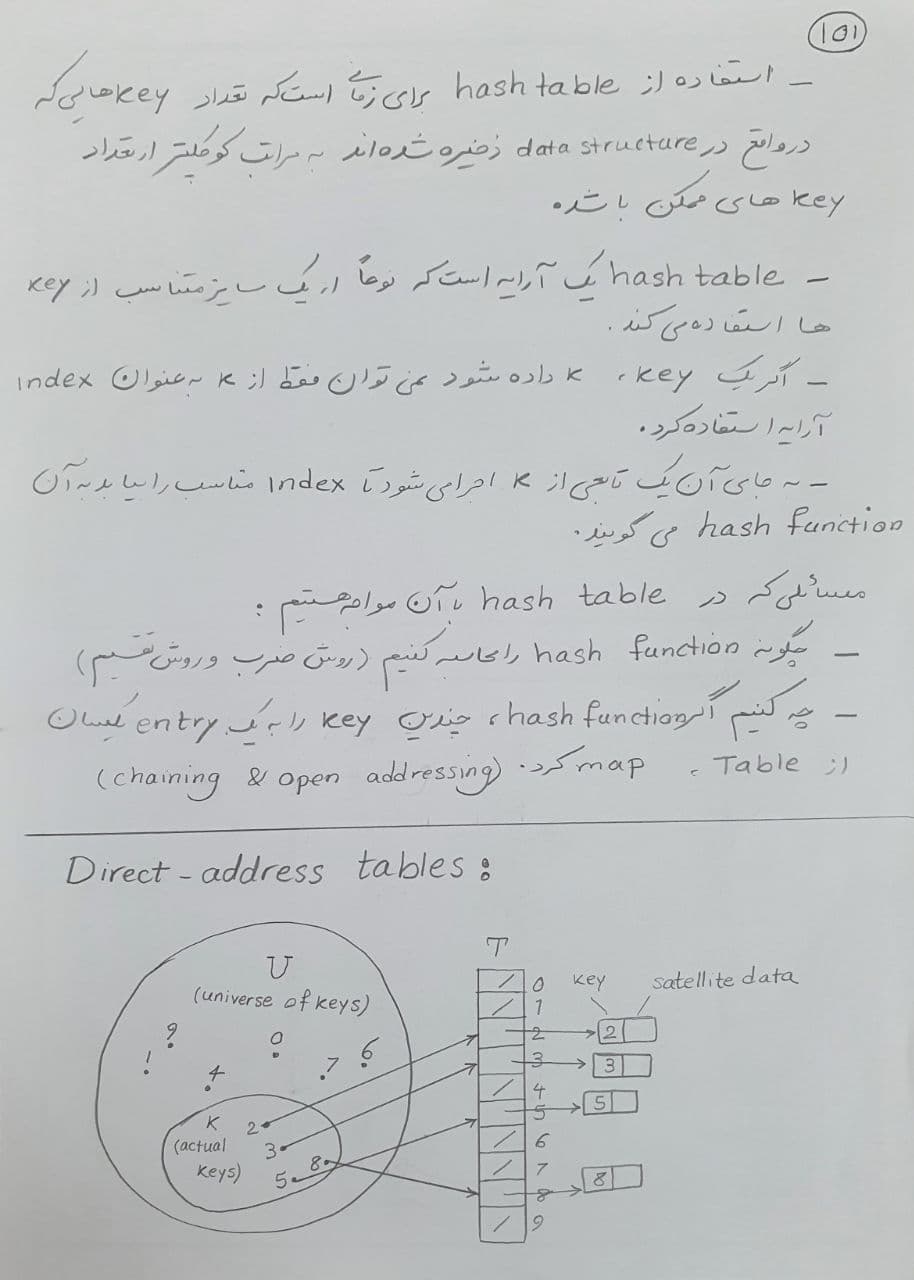 ۱۵۱
- استفاده از hash table برای زمانی است که تعداد key هایی که
در واقع در data structure ذخیره شده‌اند به مراتب کوچکتر از تعداد
key های ممکن باشد.
- hash table یک آرایه است که نوعاً از یک سایز متناسب از key
ها استفاده می کند.
- اگر یک key، k داده شود نمی توان فقط از k به عنوان index
آرایه استفاده کرد.
- به جای آن یک تابعی از k اجرا می شود تا index مناسب را بیابد به آن
hash function می گویند.
مسائلی که در hash table با آن مواجه هستیم :
- چگونه hash function را محاسبه کنیم (روش ضرب و روش تقسیم)
- چه کنیم اگر hash function، چندین key را به یک entry یکسان
از Table، map کرد. (chaining & open addressing)
Direct-address tables :
U
(universe of keys)
T
key
satellite data
9
0
6
1
4
7
K
(actual
keys)
2
3
8
5
0
1
2
3
4
5
6
7
8
9
2
3
5
8